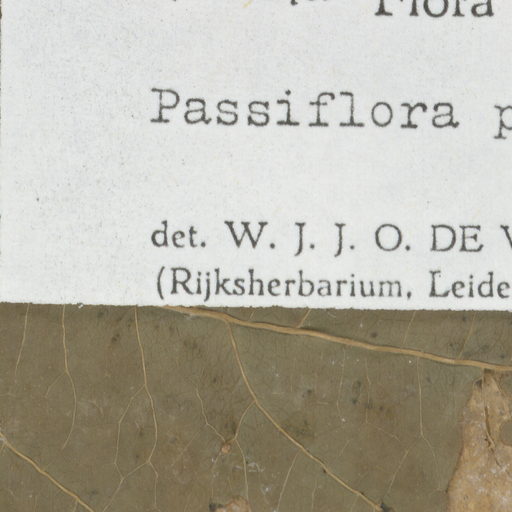 Flora
Passiflora p
det. W. J. J. O. DE
(Rijksherbarium, Leide